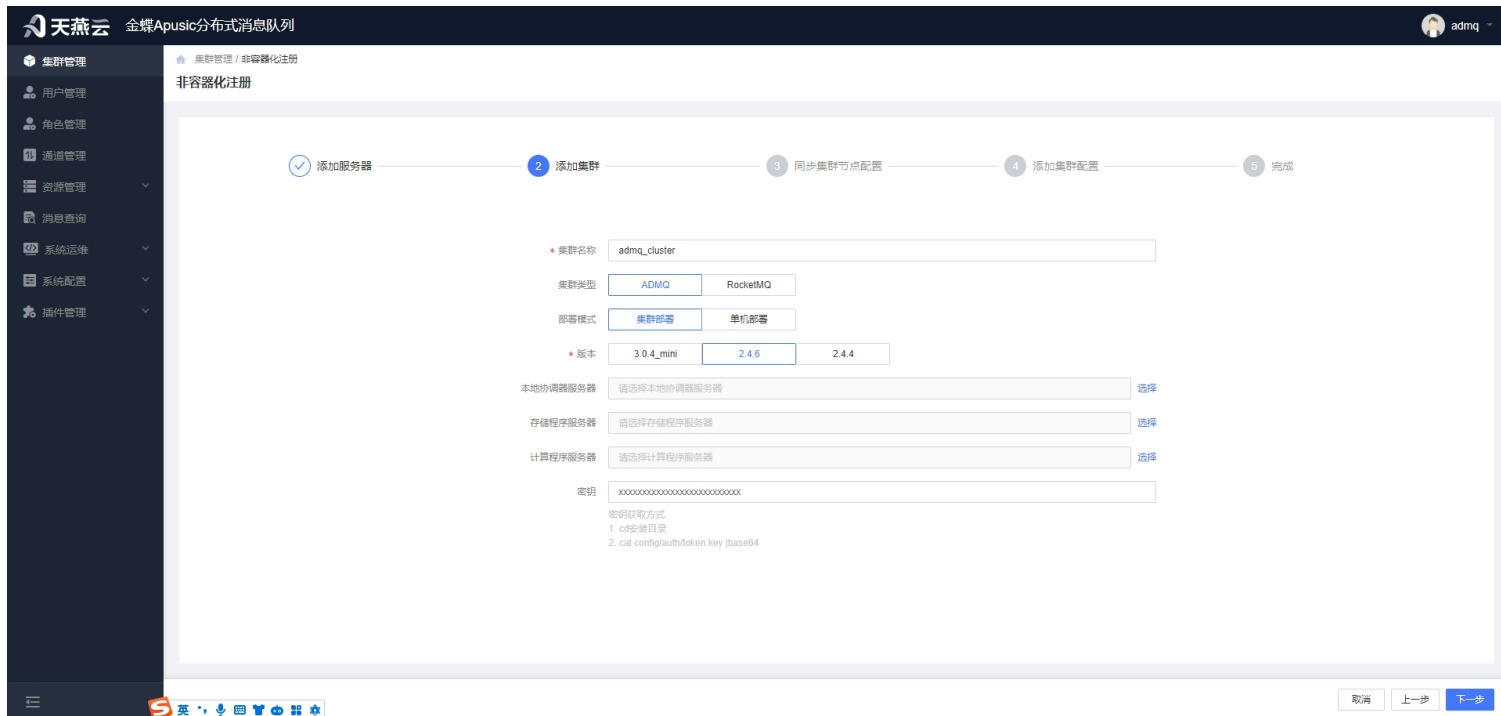 天燕云 金蝶Apusic分布式消息队列
admq
集群管理
用户管理
角色管理
通道管理
资源管理
消息查询
系统运维
系统配置
插件管理
集群管理 / 非容器化注册
非容器化注册
添加服务器
2 添加集群
3 同步集群节点配置
4 添加集群配置
5 完成
* 集群名称 admq_cluster
集群类型 ADMQ RocketMQ
部署模式 集群部署 单机部署
* 版本 3.0.4_mini 2.4.6 2.4.4
本地协调器服务器 请选择本地协调器服务器 选择
存储程序服务器 请选择存储程序服务器 选择
计算程序服务器 请选择计算程序服务器 选择
密钥 xxxxxxxxxxxxxxxxxxxxxxxxxx
密钥获取方式
1. cd安装目录
2. cat config/auth/token.key |base64
取消 上一步 下一步
S 英